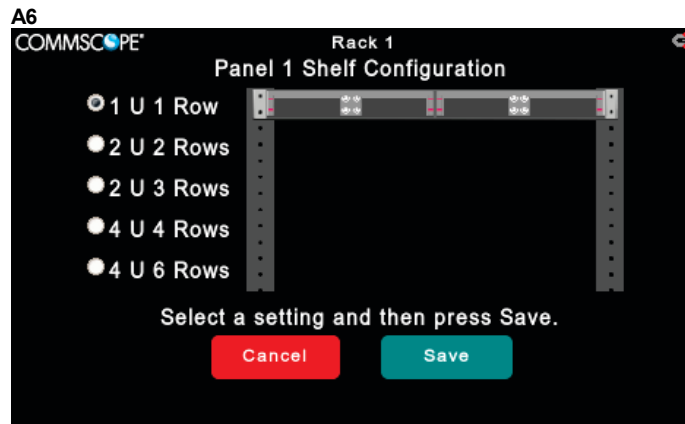 A6
COMMSCOPE®
Rack 1
Panel 1 Shelf Configuration
1 U 1 Row
2 U 2 Rows
2 U 3 Rows
4 U 4 Rows
4 U 6 Rows
Select a setting and then press Save.
Cancel
Save